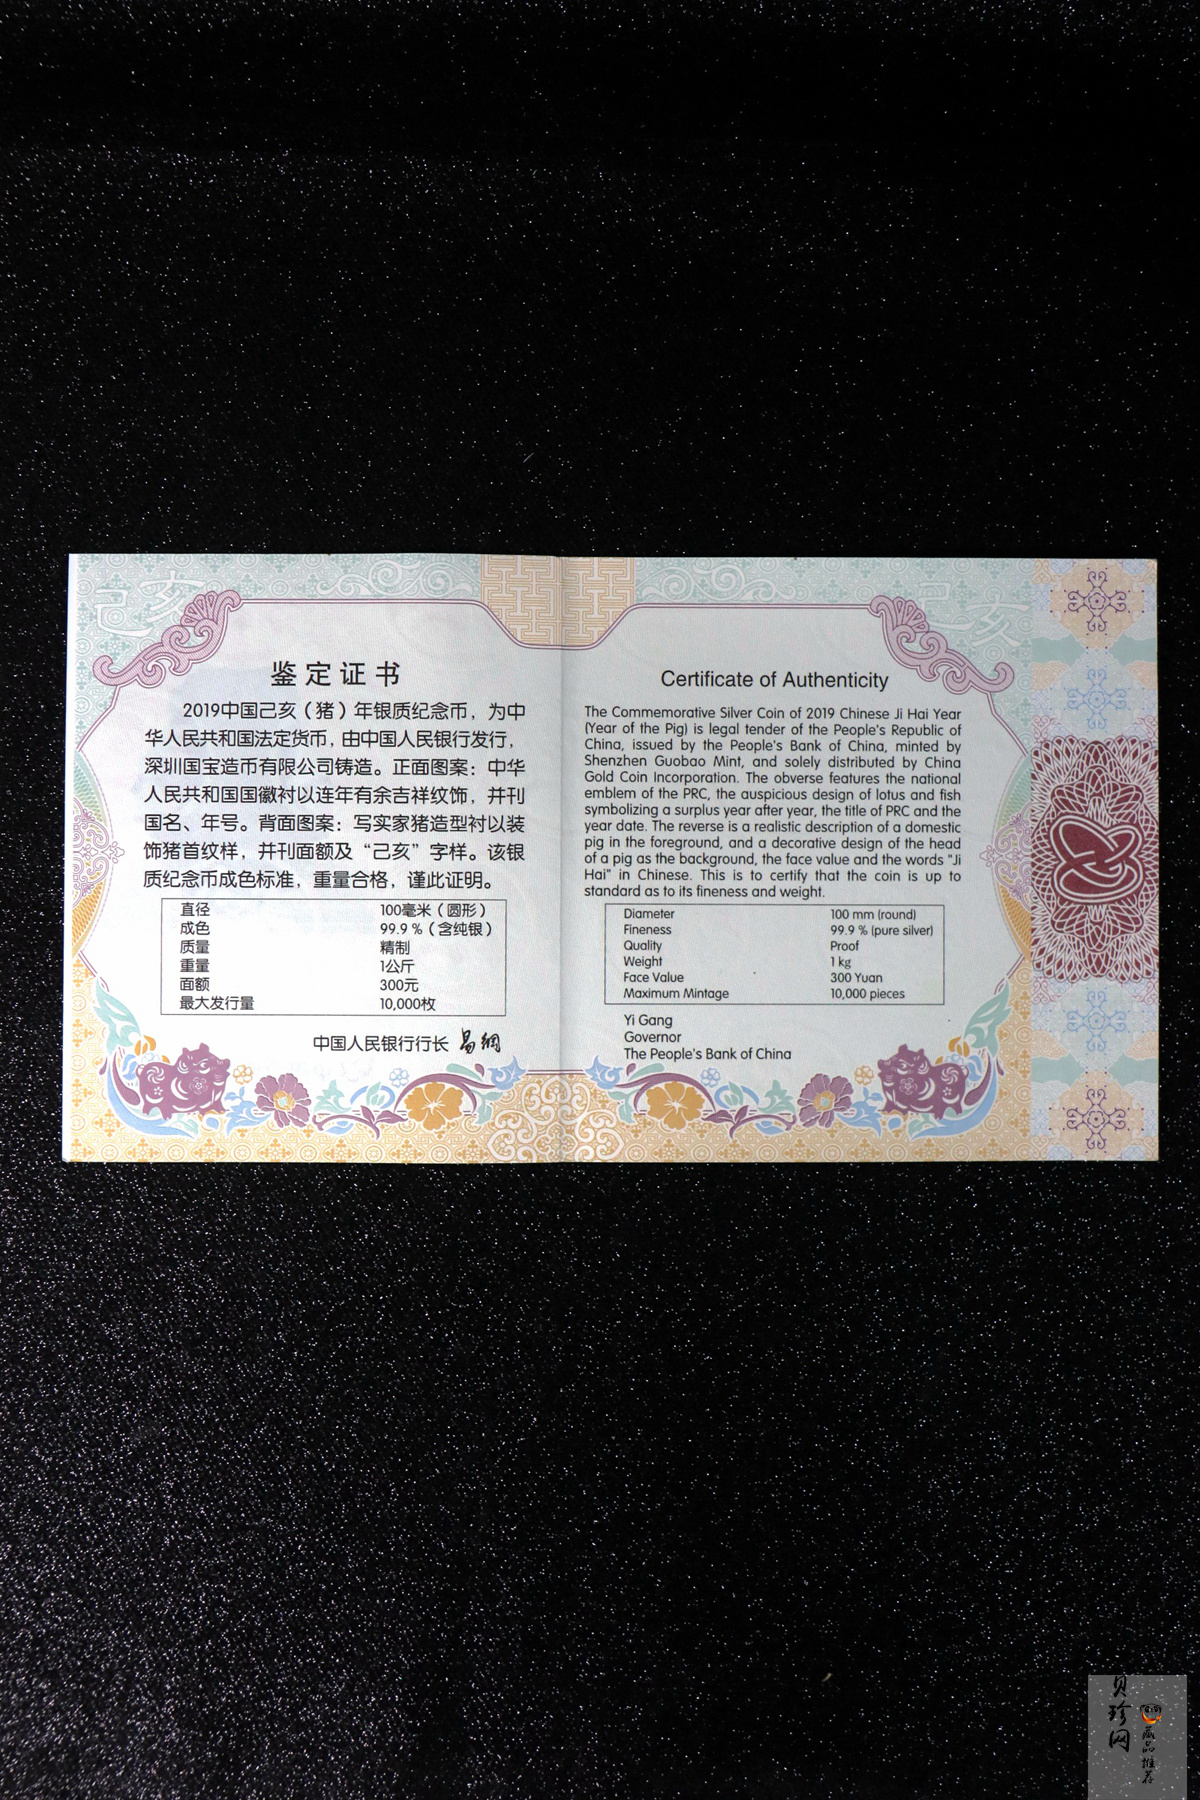 己亥
己亥
鉴定证书
2019中国己亥（猪）年银质纪念币，为中
华人民共和国法定货币，由中国人民银行发行，
深圳国宝造币有限公司铸造。正面图案：中华
人民共和国国徽衬以连年有余吉祥纹饰，并刊
国名、年号。背面图案：写实家猪造型衬以装
饰猪首纹样，并刊面额及“己亥”字样。该银
质纪念币成色标准，重量合格，谨此证明。
直径 100毫米（圆形）
成色 99.9 %（含纯银）
质量 精制
重量 1公斤
面额 300元
最大发行量 10,000枚
中国人民银行行长 易纲
Certificate of Authenticity
The Commemorative Silver Coin of 2019 Chinese Ji Hai Year
(Year of the Pig) is legal tender of the People's Republic of
China, issued by the People's Bank of China, minted by
Shenzhen Guobao Mint, and solely distributed by China
Gold Coin Incorporation. The obverse features the national
emblem of the PRC, the auspicious design of lotus and fish
symbolizing a surplus year after year, the title of PRC and the
year date. The reverse is a realistic description of a domestic
pig in the foreground, and a decorative design of the head
of a pig as the background, the face value and the words "Ji
Hai" in Chinese. This is to certify that the coin is up to
standard as to its fineness and weight.
Diameter 100 mm (round)
Fineness 99.9 % (pure silver)
Quality Proof
Weight 1 kg
Face Value 300 Yuan
Maximum Mintage 10,000 pieces
Yi Gang
Governor
The People's Bank of China
贝珍网
藏品推荐